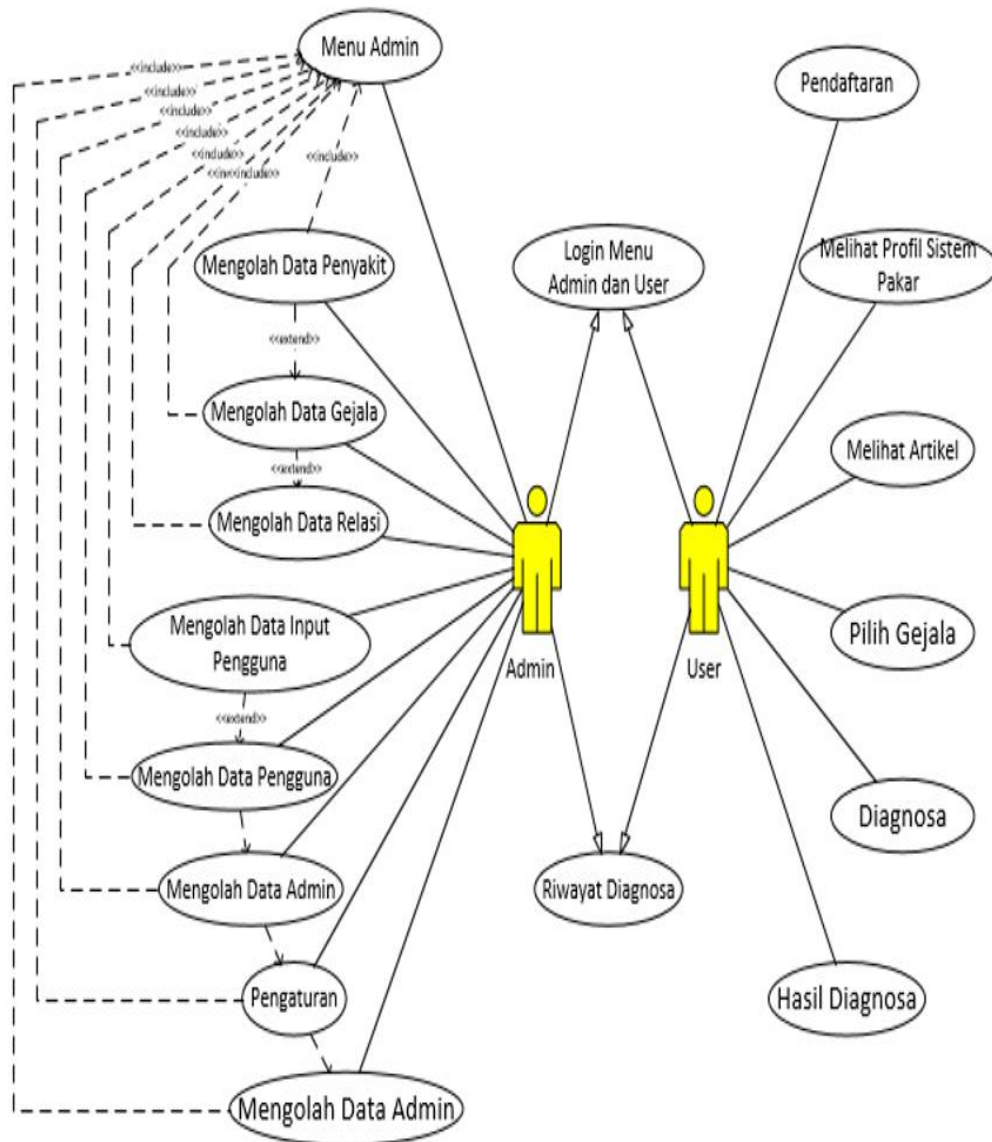 Menu Admin
Pendaftaran
<<include>>
<<include>>
<<include>>
<<include>>
<<include>>
<<in<<include>>
<<include>>
Mengolah Data Penyakit
Login Menu
Admin dan User
Melihat Profil Sistem
Pakar
<<extend>>
Mengolah Data Gejala
Melihat Artikel
<<extend>>
Mengolah Data Relasi
Mengolah Data Input
Pengguna
Pilih Gejala
Admin
User
<<extend>>
Mengolah Data Pengguna
Diagnosa
Mengolah Data Admin
Riwayat Diagnosa
Pengaturan
Hasil Diagnosa
Mengolah Data Admin